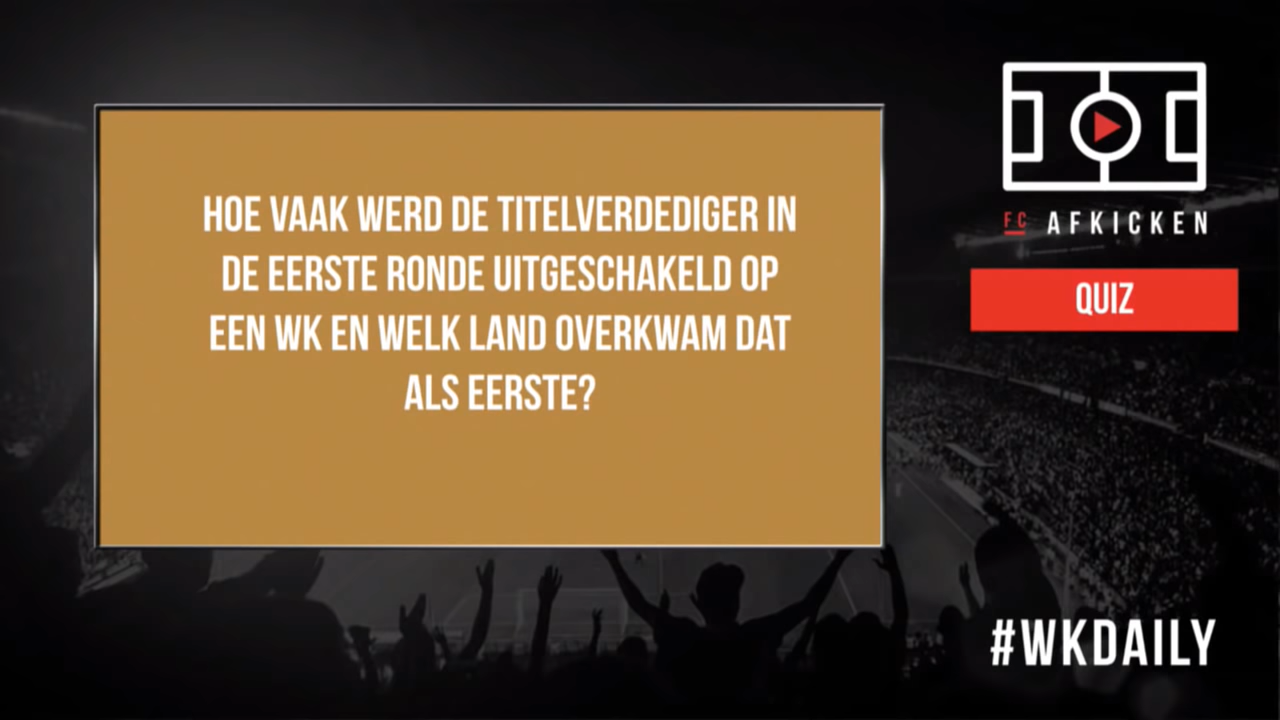 HOE VAAK WERD DE TITELVERDEDIGER IN
DE EERSTE RONDE UITGESCHAKELD OP
EEN WK EN WELK LAND OVERKWAM DAT
ALS EERSTE?
FC AFKICKEN
QUIZ
#WKDAILY